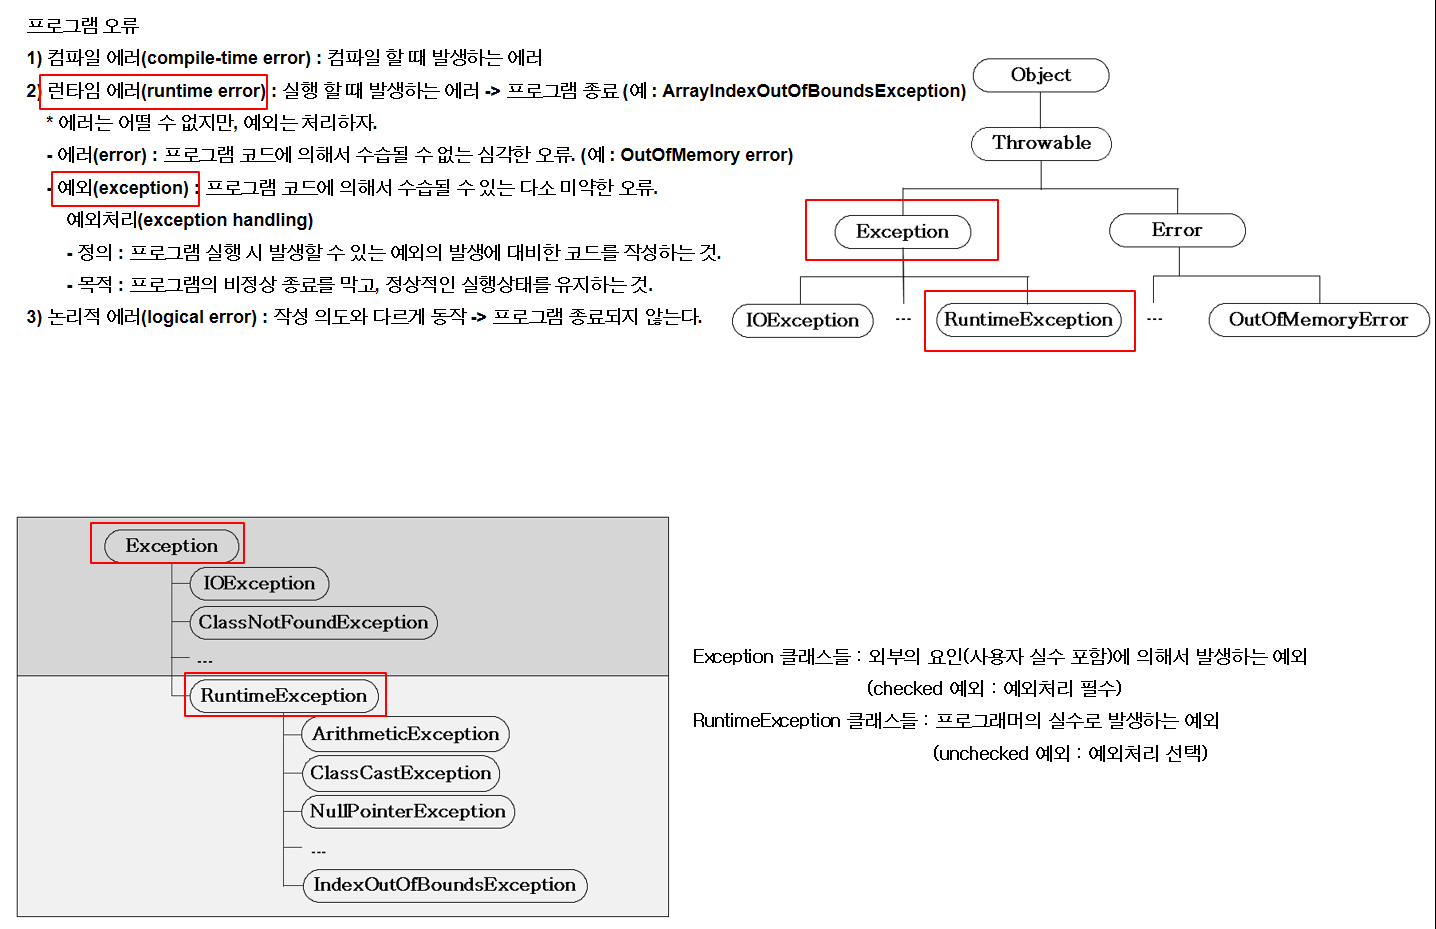 프로그램 오류
1) 컴파일 에러(compile-time error) : 컴파일 할 때 발생하는 에러
2) 런타임 에러(runtime error) : 실행 할 때 발생하는 에러 -> 프로그램 종료 (예 : ArrayIndexOutOfBoundsException)
* 에러는 어떨 수 없지만, 예외는 처리하자.
- 에러(error) : 프로그램 코드에 의해서 수습될 수 없는 심각한 오류. (예 : OutOfMemory error)
- 예외(exception) : 프로그램 코드에 의해서 수습될 수 있는 다소 미약한 오류.
예외처리(exception handling)
- 정의 : 프로그램 실행 시 발생할 수 있는 예외의 발생에 대비한 코드를 작성하는 것.
- 목적 : 프로그램의 비정상 종료를 막고, 정상적인 실행상태를 유지하는 것.
3) 논리적 에러(logical error) : 작성 의도와 다르게 동작 -> 프로그램 종료되지 않는다.
Object
Throwable
Exception
Error
IOException
...
RuntimeException
...
OutOfMemoryError
Exception
IOException
ClassNotFoundException
...
RuntimeException
ArithmeticException
ClassCastException
NullPointerException
...
IndexOutOfBoundsException
Exception 클래스들 : 외부의 요인(사용자 실수 포함)에 의해서 발생하는 예외
(checked 예외 : 예외처리 필수)
RuntimeException 클래스들 : 프로그래머의 실수로 발생하는 예외
(unchecked 예외 : 예외처리 선택)